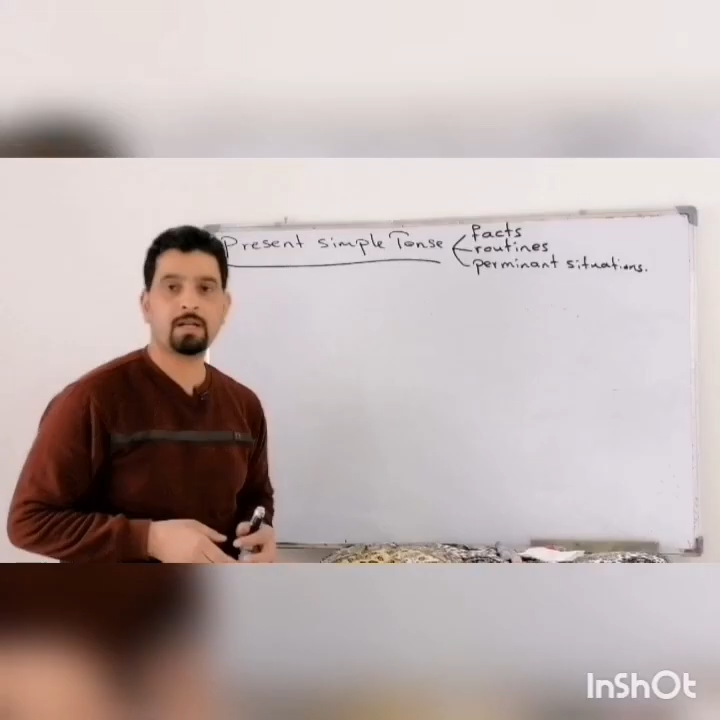 Present simple Tense
facts
routines
perminant situations.
InShOt